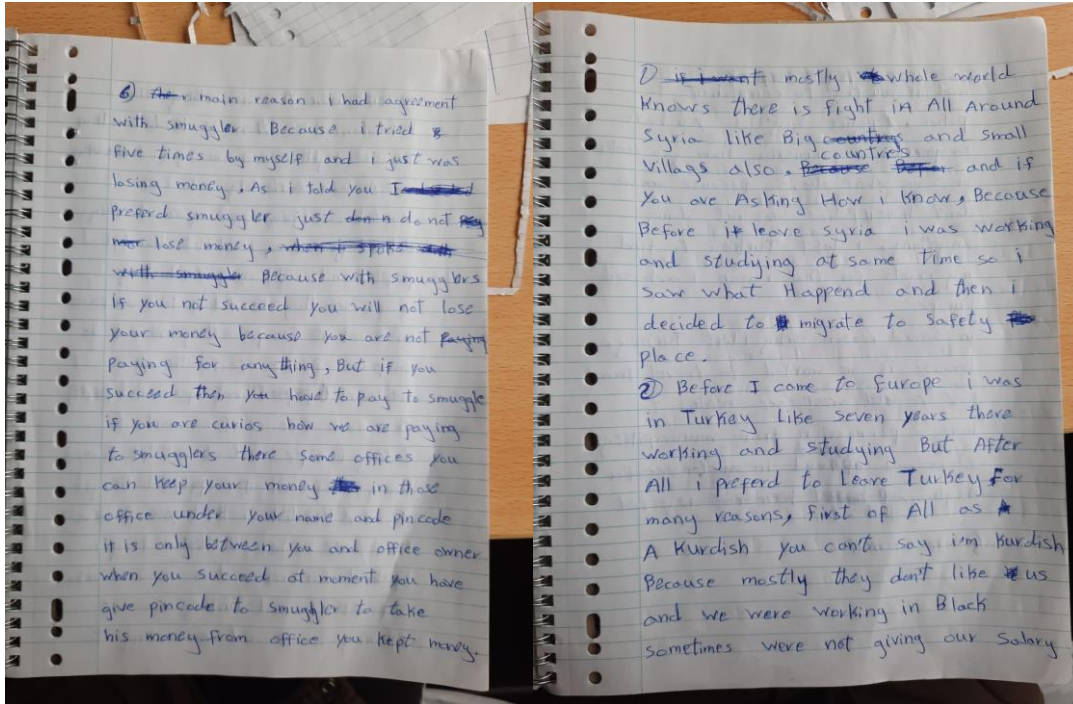 6) main reason i had agreement
with smuggler. Because i tried
five times by myself and i just was
losing money. As i told you I
preferd smuggler just do not
lose money,
Because with smugglers
if you not succeed you will not lose
your money because you are not
paying for any thing, But if you
succeed then you have to pay to smuggle
if you are curios how we are paying
to smugglers there some offices you
can keep your money in those
office under your name and pincode
it is only between you and office owner
when you succeed at moment you have
give pincode to smuggler to take
his money from office you kept money.
1) mostly whole world
Knows there is fight in All Around
Syria like Big and small
countries
Villags also, and if
you are Asking How i know, Because
Before i leave syria i was working
and studijing at same time so i
saw what Happend and then i
decided to migrate to safety
place.
2) Before I come to Europe i was
in Turkey like seven years there
working and studying But After
All i preferd to Leave Turkey For
many reasons, first of All as
A Kurdish you can't say i'm kurdish
Because mostly they don't like us
and we were working in Black
sometimes were not giving our salary